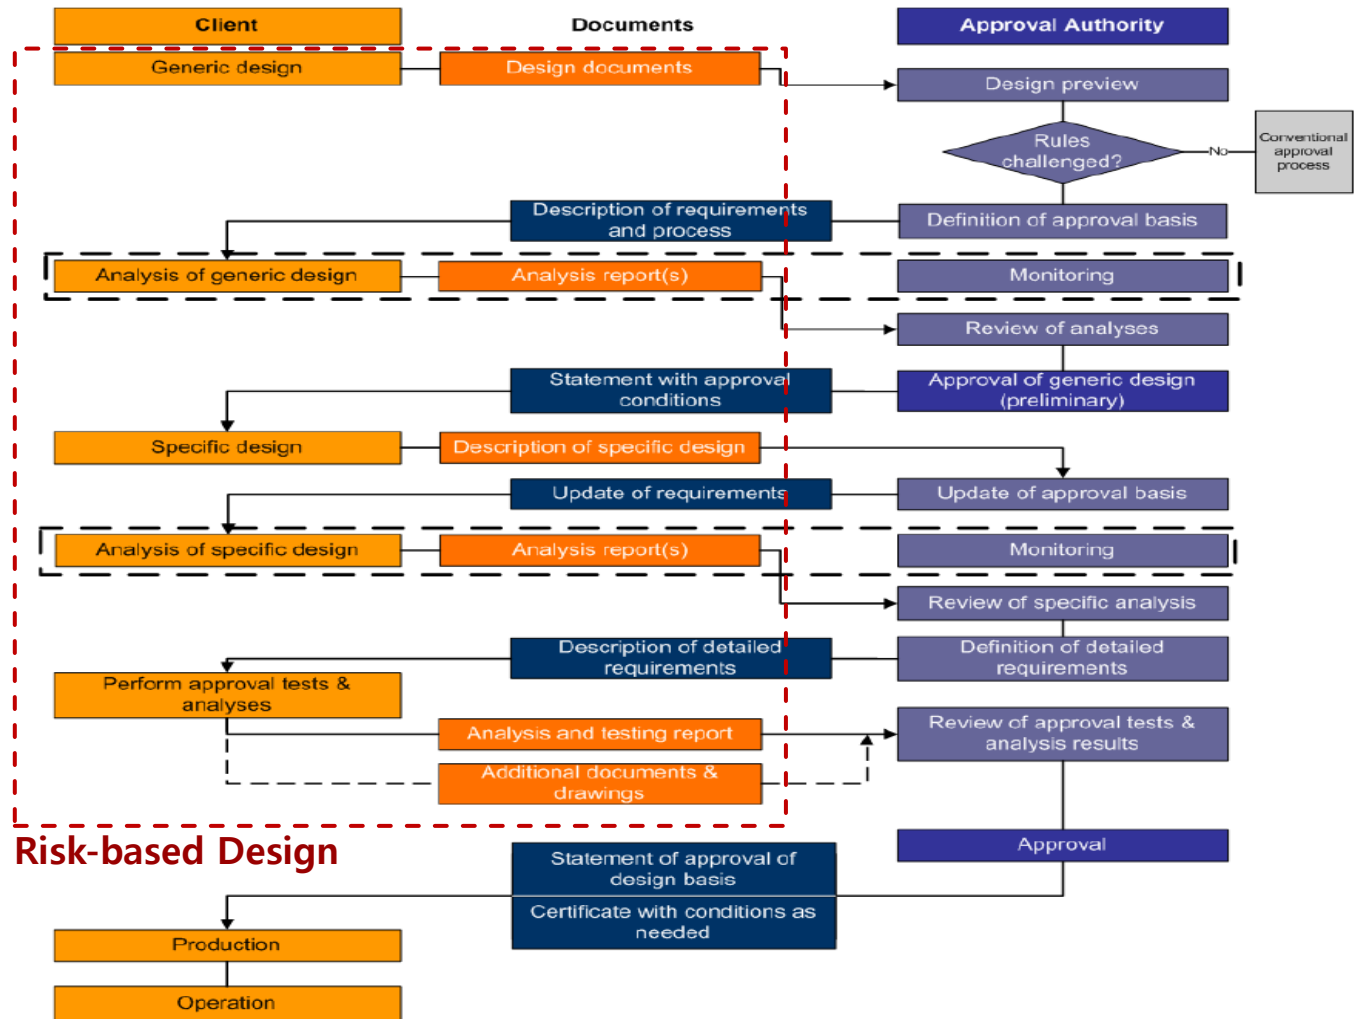 Client
Documents
Approval Authority
Generic design
Design documents
Design preview
Rules
challenged?
No
Conventional
approval
process
Description of requirements
and process
Definition of approval basis
Analysis of generic design
Analysis report(s)
Monitoring
Review of analyses
Statement with approval
conditions
Approval of generic design
(preliminary)
Specific design
Description of specific design
Update of requirements
Update of approval basis
Analysis of specific design
Analysis report(s)
Monitoring
Review of specific analysis
Description of detailed
requirements
Definition of detailed
requirements
Perform approval tests &
analyses
Analysis and testing report
Review of approval tests &
analysis results
Additional documents &
drawings
Risk-based Design
Approval
Statement of approval of
design basis
Certificate with conditions as
needed
Production
Operation